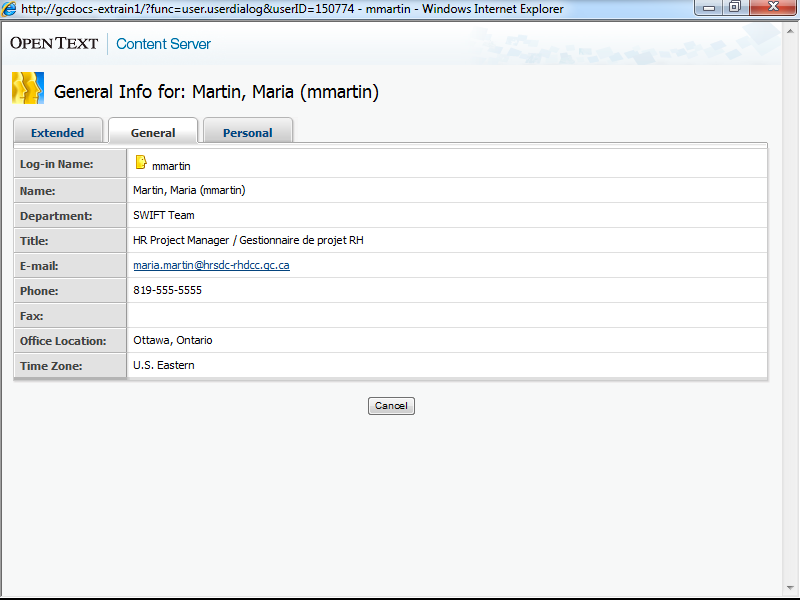 http://gcdocs-extrain1/?func=user.userdialog&userID=150774 - mmartin - Windows Internet Explorer
OPENTEXT Content Server
General Info for: Martin, Maria (mmartin)
Extended General Personal
Log-in Name: mmartin
Name: Martin, Maria (mmartin)
Department: SWIFT Team
Title: HR Project Manager / Gestionnaire de projet RH
E-mail: maria.martin@hrsdc-rhdcc.gc.ca
Phone: 819-555-5555
Fax:
Office Location: Ottawa, Ontario
Time Zone: U.S. Eastern
Cancel